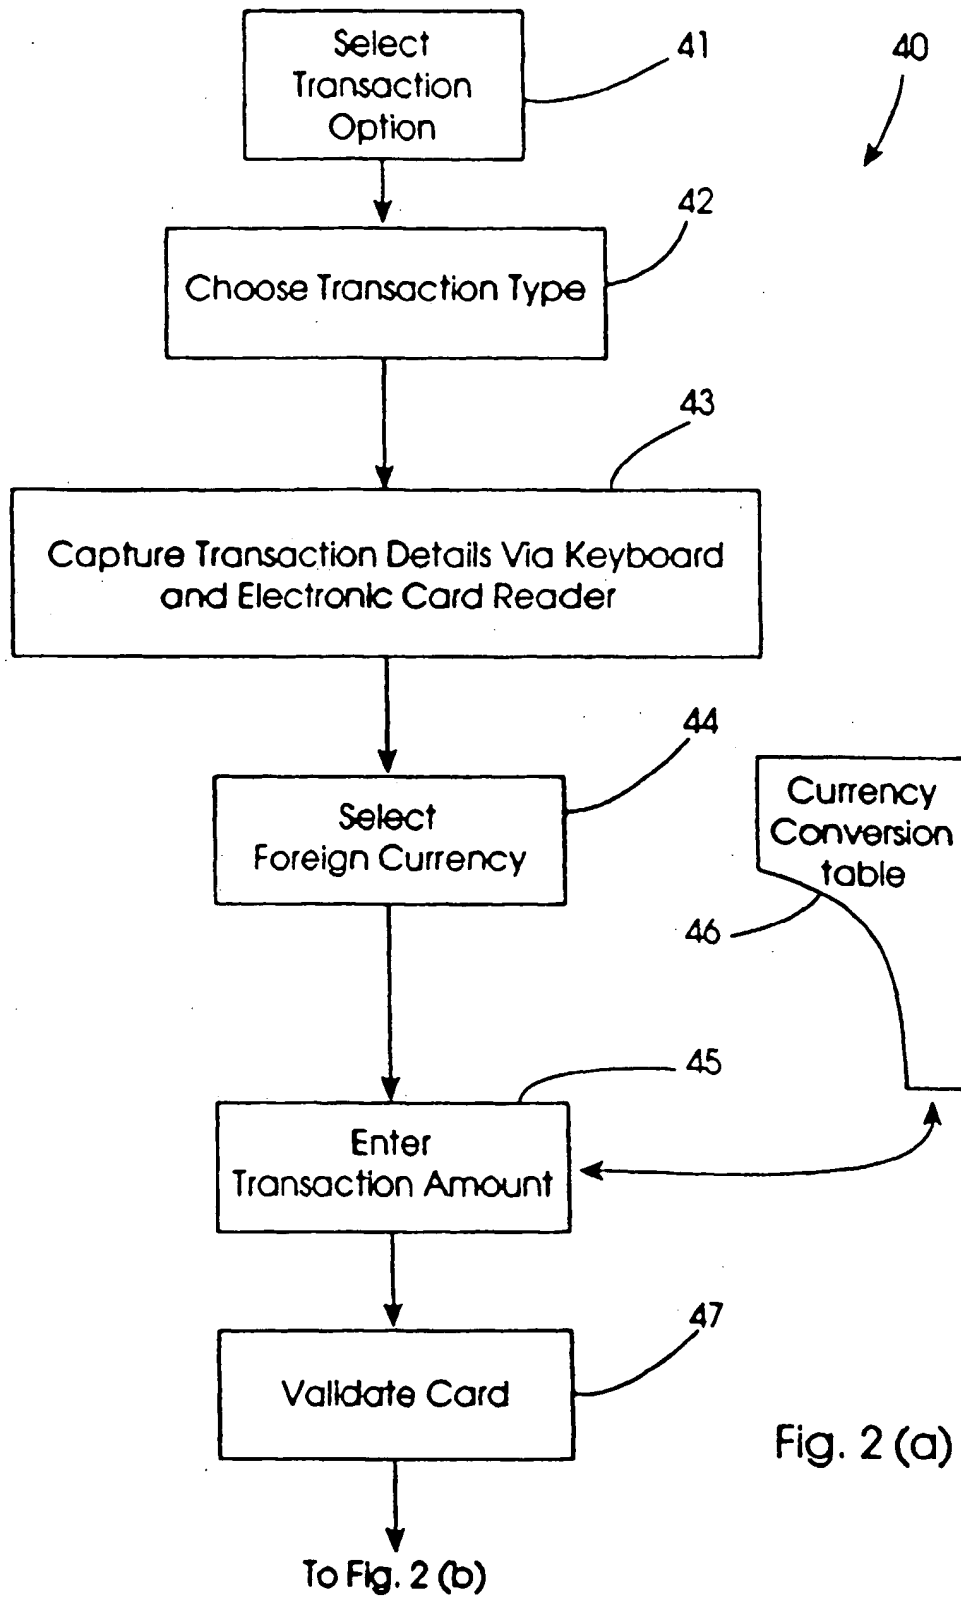 Select
Transaction
Option
41
40
Choose Transaction Type
42
43
Capture Transaction Details Via Keyboard
and Electronic Card Reader
44
Select
Foreign Currency
Currency
Conversion
table
46
45
Enter
Transaction Amount
47
Validate Card
Fig. 2 (a)
To Fig. 2 (b)